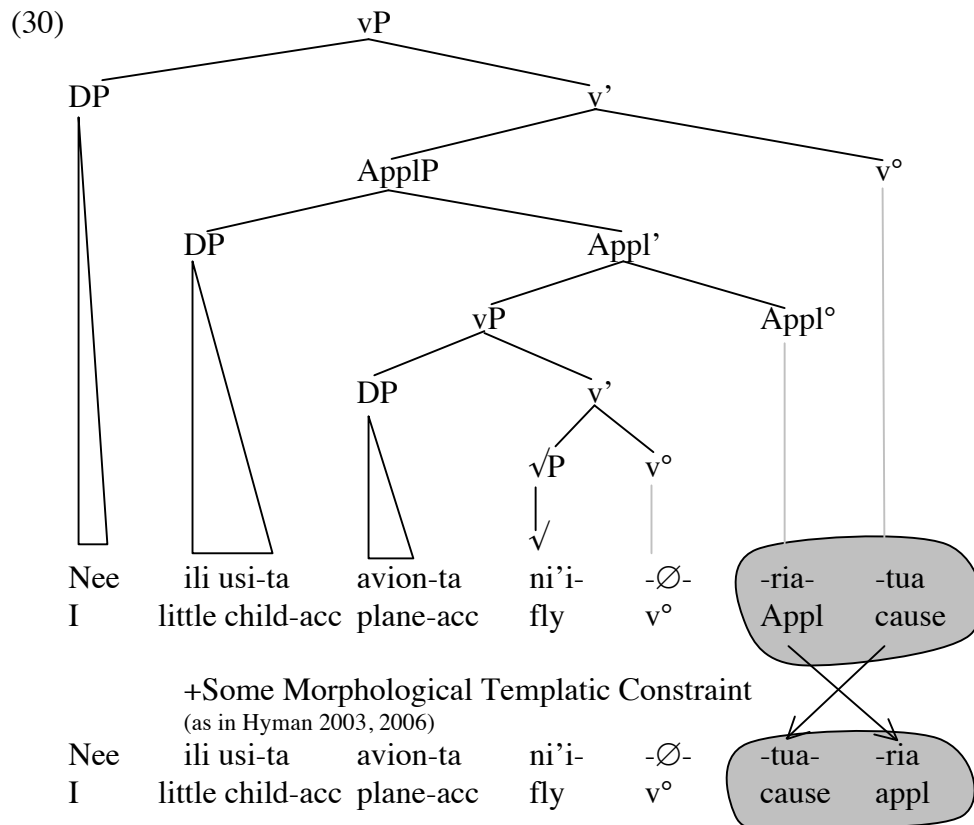 (30) vP
DP v’
ApplP v°
DP Appl’
vP Appl°
DP v’
√P v°
√
Nee ili usi-ta avion-ta ni’i- -∅- -ria- -tua
I little child-acc plane-acc fly v° Appl cause
+Some Morphological Templatic Constraint
(as in Hyman 2003, 2006)
Nee ili usi-ta avion-ta ni’i- -∅- -tua- -ria
I little child-acc plane-acc fly v° cause appl